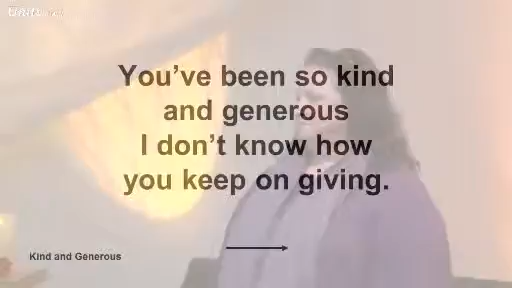 You’ve been so kind
and generous
I don’t know how
you keep on giving.
Kind and Generous